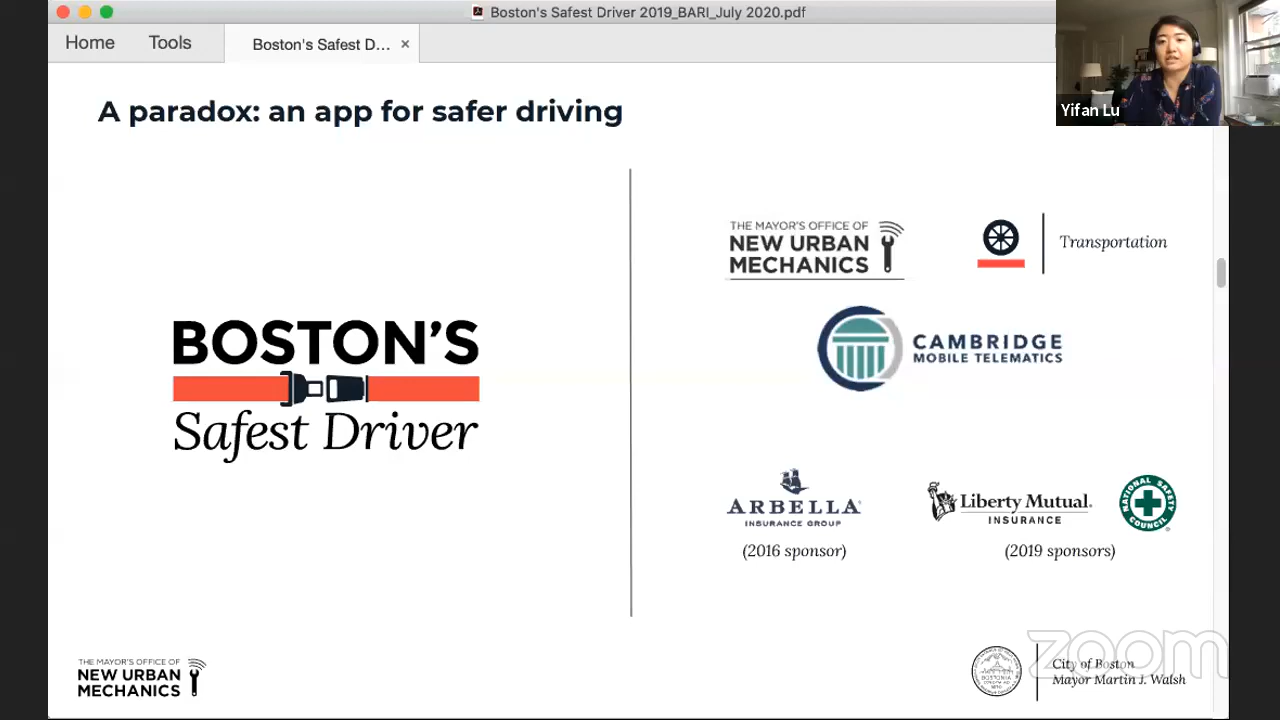 Boston's Safest Driver 2019_BARI_July 2020.pdf
Home
Tools
Boston's Safest D... ×
Yifan Lu
A paradox: an app for safer driving
BOSTON'S
Safest Driver
THE MAYOR'S OFFICE OF
NEW URBAN
MECHANICS
Transportation
CAMBRIDGE
MOBILE TELEMATICS
ARBELLA
INSURANCE GROUP
(2016 sponsor)
Liberty Mutual.
INSURANCE
NATIONAL SAFETY
COUNCIL
(2019 sponsors)
THE MAYOR'S OFFICE OF
NEW URBAN
MECHANICS
BOSTONIA
zoom
City of Boston
Mayor Martin J. Walsh